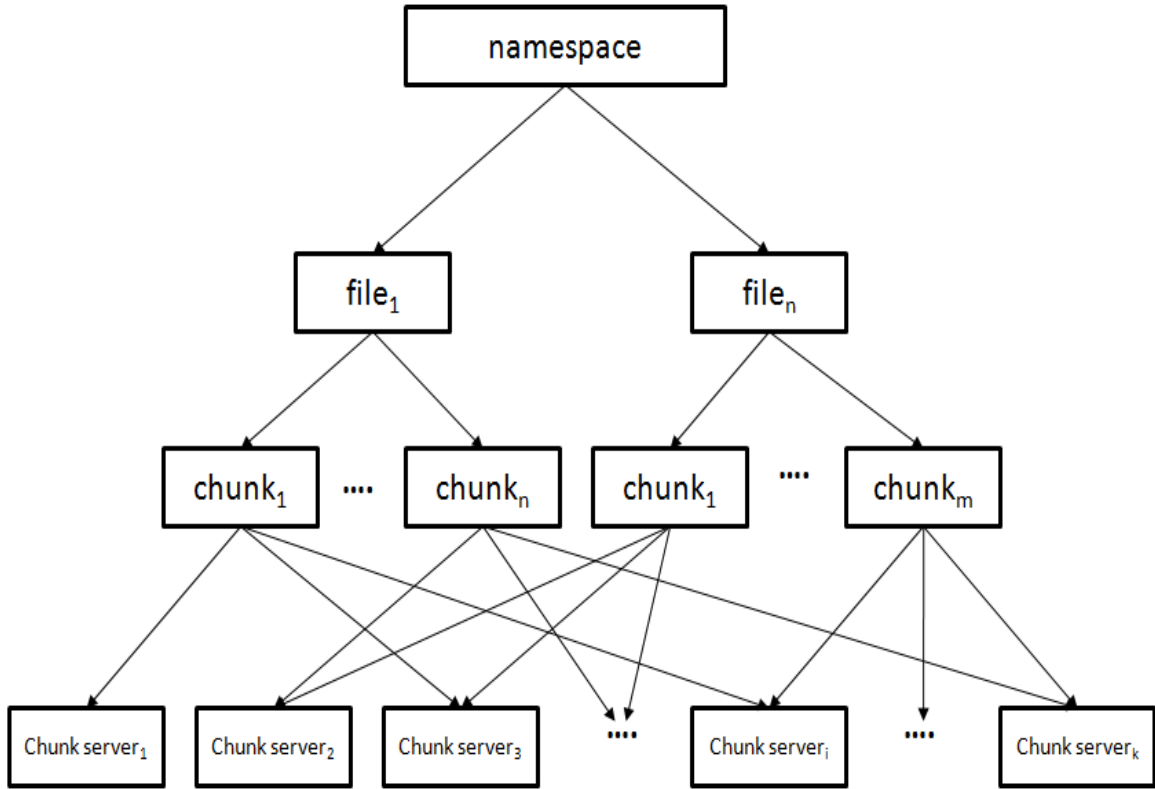 namespace
file₁ fileₙ
chunk₁ .... chunkₙ chunk₁ .... chunkₘ
Chunk server₁ Chunk server₂ Chunk server₃ .... Chunk serverᵢ .... Chunk serverₖ